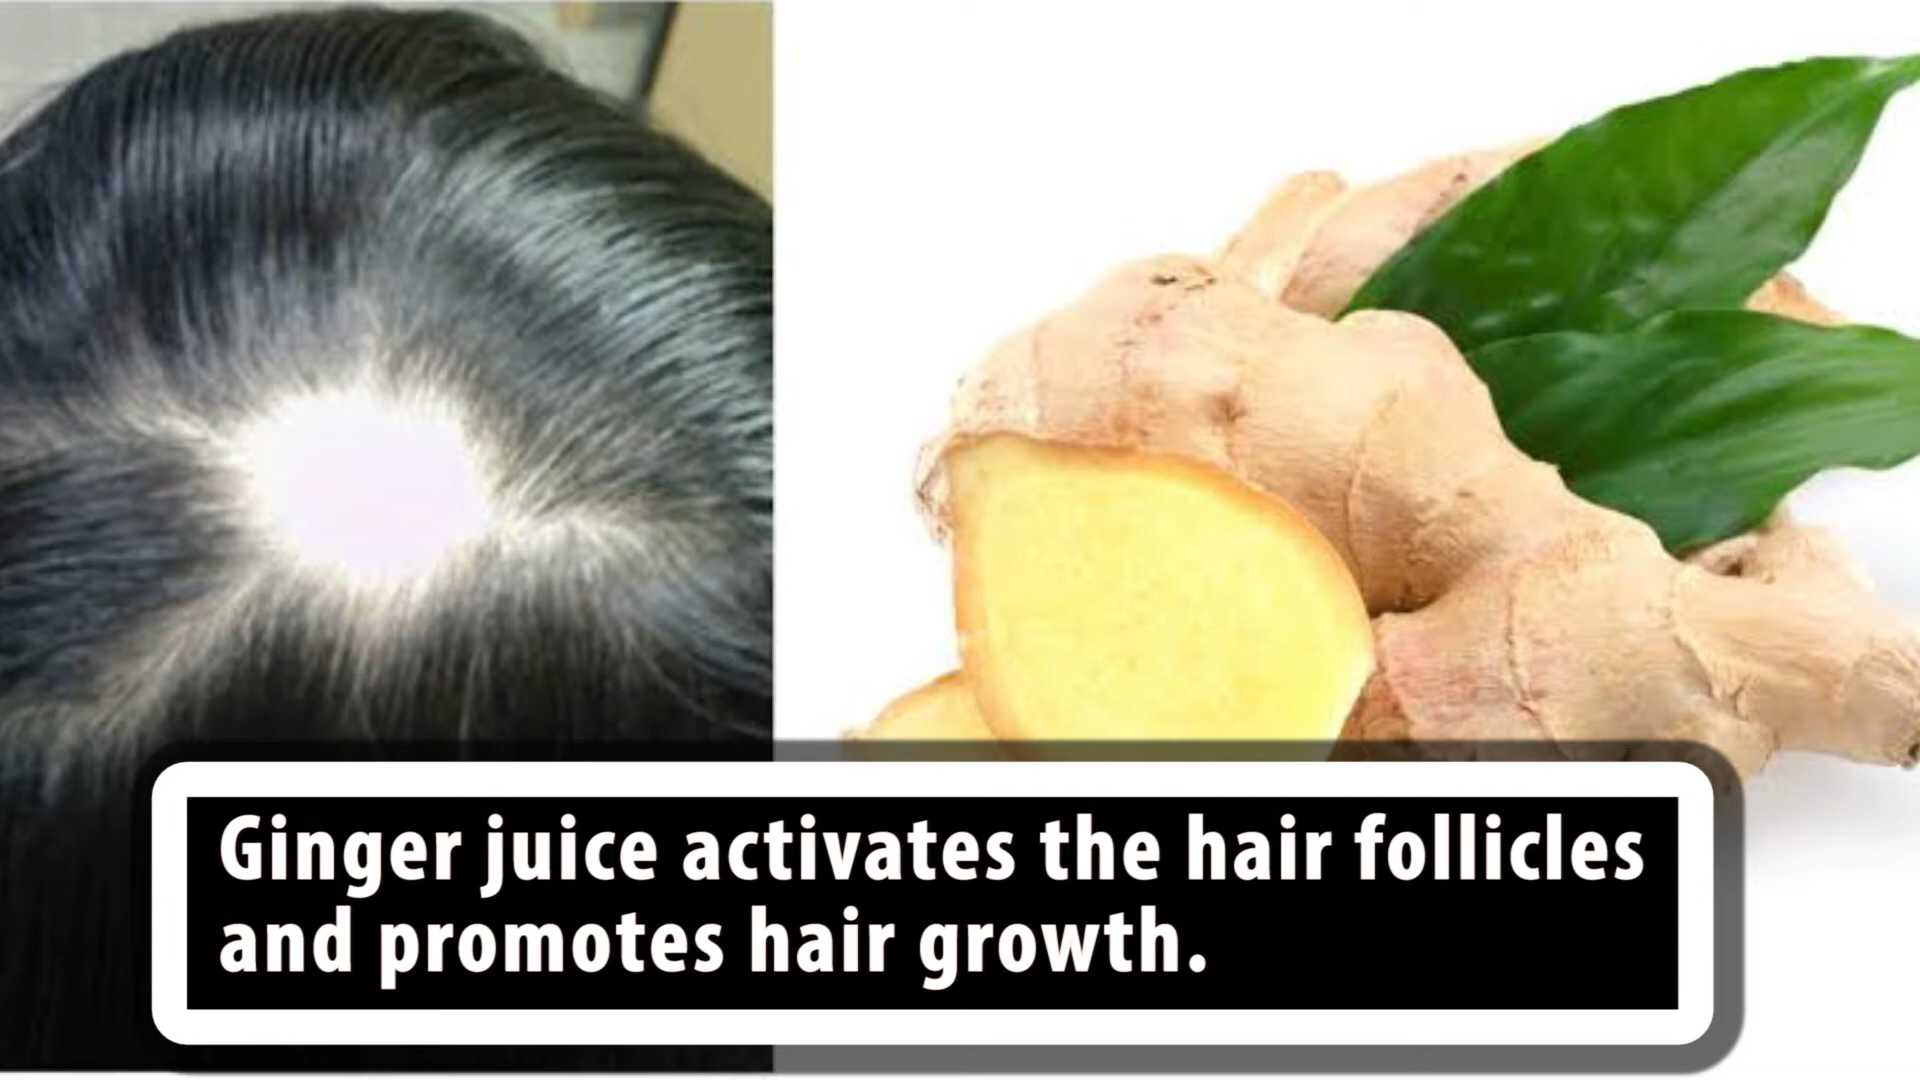 Ginger juice activates the hair follicles
and promotes hair growth.